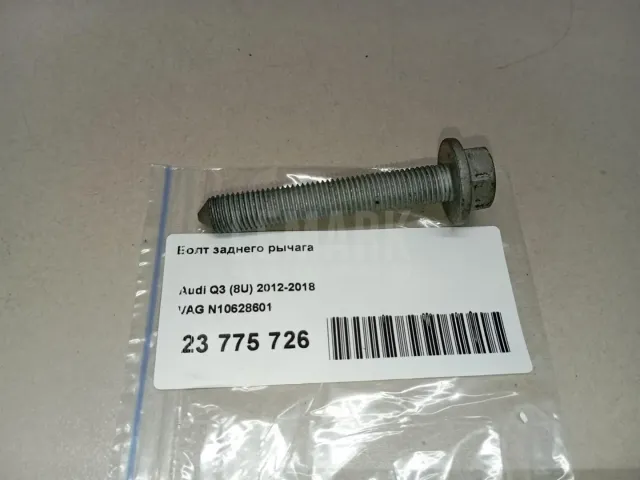 Болт заднего рычага
Audi Q3 (8U) 2012-2018
VAG N10628601
23 775 726